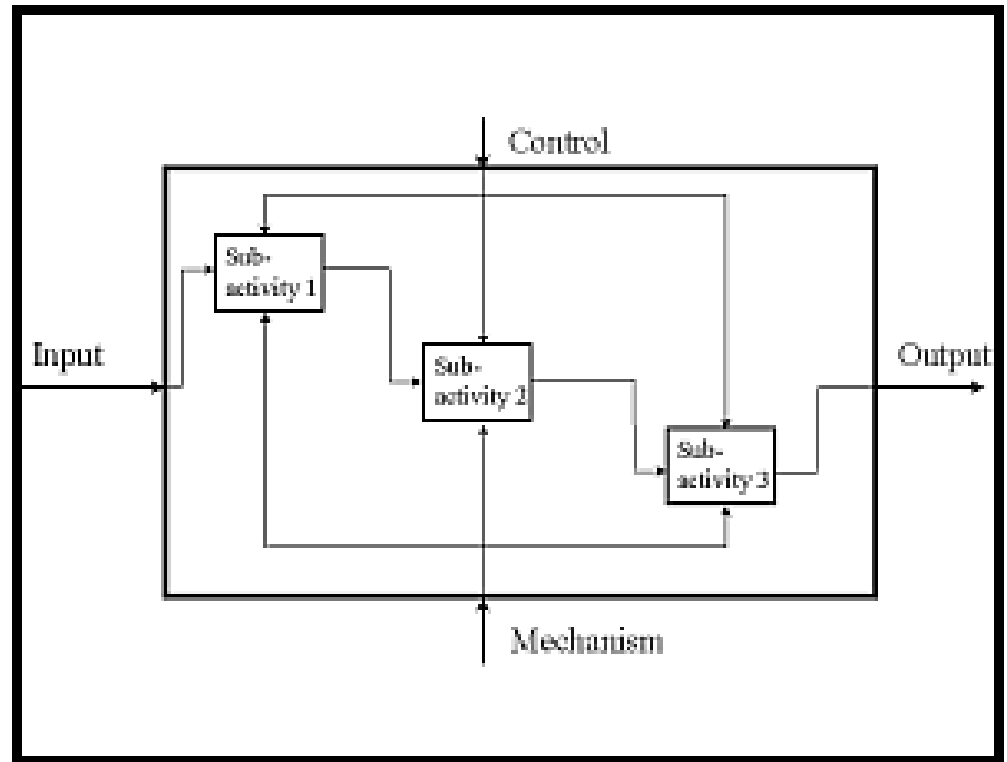 Control
Sub-
activity 1
Input
Sub-
activity 2
Output
Sub-
activity 3
Mechanism